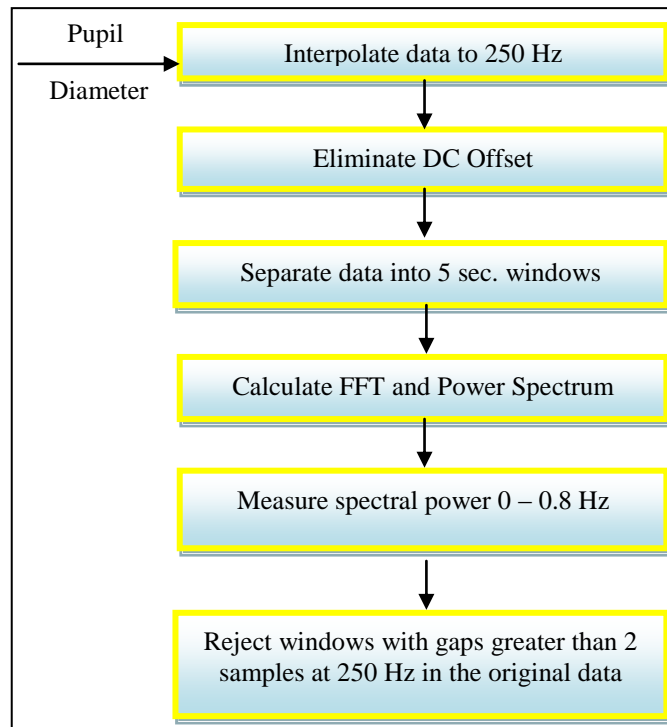 Pupil
Diameter
Interpolate data to 250 Hz
Eliminate DC Offset
Separate data into 5 sec. windows
Calculate FFT and Power Spectrum
Measure spectral power 0 – 0.8 Hz
Reject windows with gaps greater than 2
samples at 250 Hz in the original data